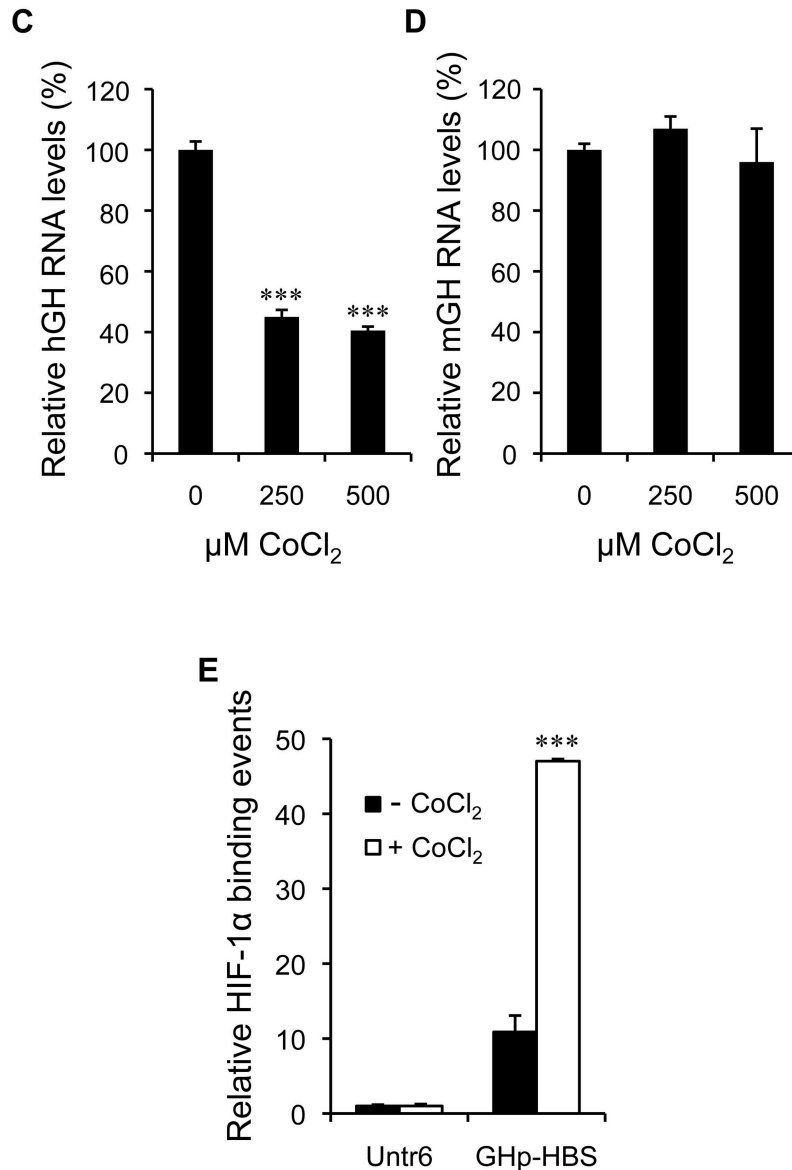 C
Relative hGH RNA levels (%)
120
100
80
60
40
20
0
***
***
0 250 500
µM CoCl₂
D
Relative mGH RNA levels (%)
120
100
80
60
40
20
0
0 250 500
µM CoCl₂
E
Relative HIF-1α binding events
50
40
30
20
10
0
- CoCl₂
+ CoCl₂
***
Untr6 GHp-HBS